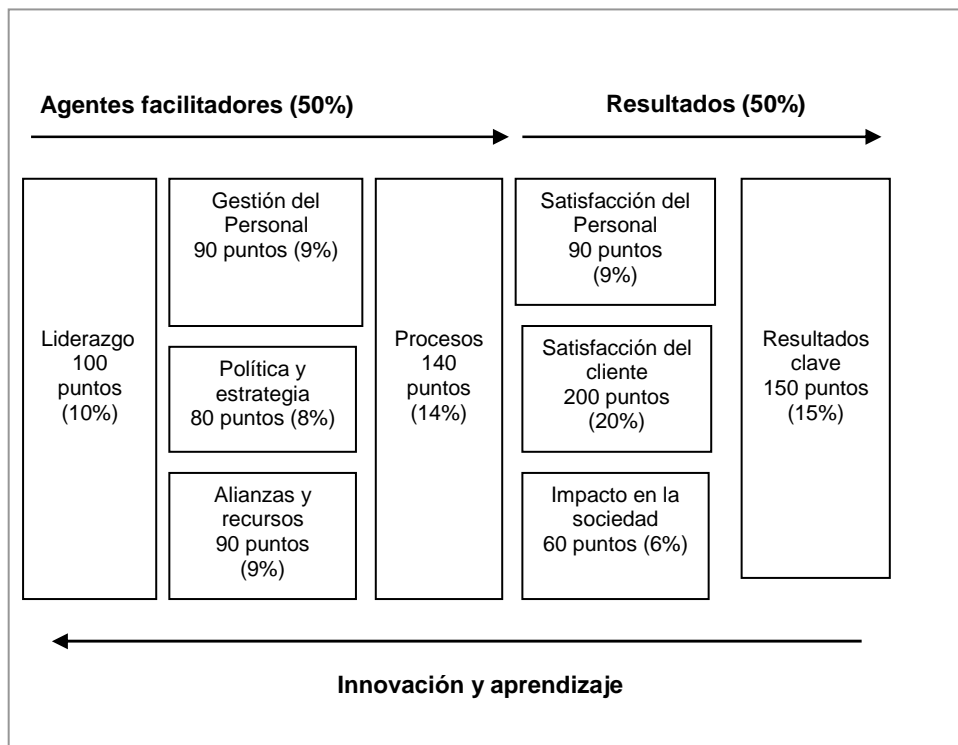 Agentes facilitadores (50%)
Resultados (50%)
Liderazgo
100
puntos
(10%)
Gestión del
Personal
90 puntos (9%)
Política y
estrategia
80 puntos (8%)
Alianzas y
recursos
90 puntos
(9%)
Procesos
140
puntos
(14%)
Satisfacción del
Personal
90 puntos
(9%)
Satisfacción del
cliente
200 puntos
(20%)
Impacto en la
sociedad
60 puntos (6%)
Resultados
clave
150 puntos
(15%)
Innovación y aprendizaje